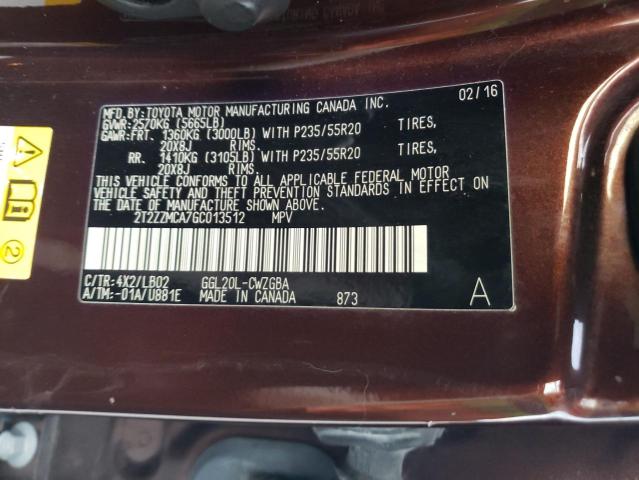 MFD.BY:TOYOTA MOTOR MANUFACTURING CANADA INC. 02/16
GVWR:2570KG (5665LB)
GAWR:FRT. 1360KG (3000LB) WITH P235/55R20 TIRES,
20X8J RIMS.
RR. 1410KG (3105LB) WITH P235/55R20 TIRES,
20X8J RIMS.
THIS VEHICLE CONFORMS TO ALL APPLICABLE FEDERAL MOTOR
VEHICLE SAFETY AND THEFT PREVENTION STANDARDS IN EFFECT ON
THE DATE OF MANUFACTURE SHOWN ABOVE.
2T2ZZMCA7GC013512 MPV
C/TR:4X2/LB02 GGL20L-CWZGBA
A/TM:-01A/U881E MADE IN CANADA 873 A
2